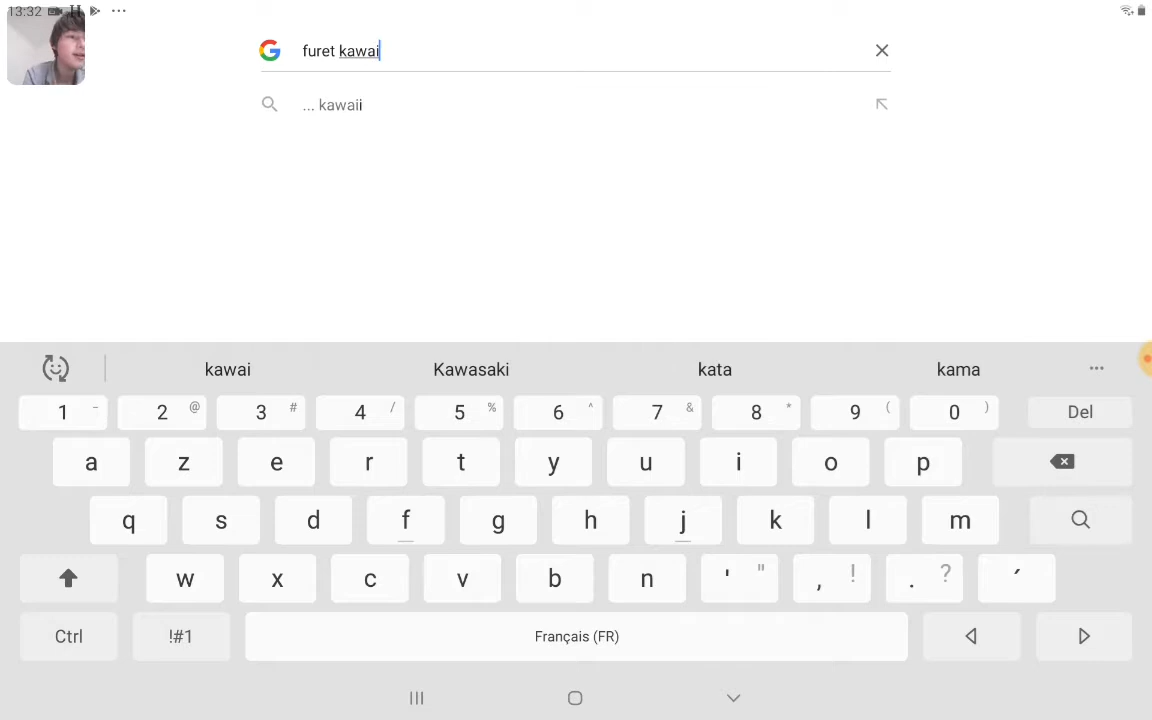 13:32 H ...
furet kawai
... kawaii
kawai Kawasaki kata kama ...
1 - 2 @ 3 # 4 / 5 % 6 ^ 7 & 8 * 9 ( 0 ) Del
a z e r t y u i o p
q s d f g h j k l m
w x c v b n ' " , ! . ? ´
Ctrl !#1 Français (FR)